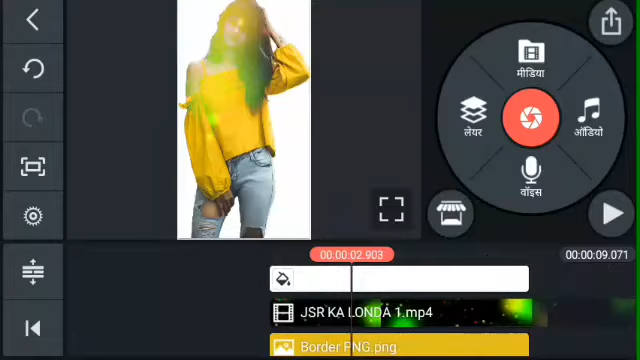 मीडिया
लेयर
ऑडियो
वॉइस
00:00:02.903
00:00:09.071
JSR KA LONDA 1.mp4
Border PNG.png